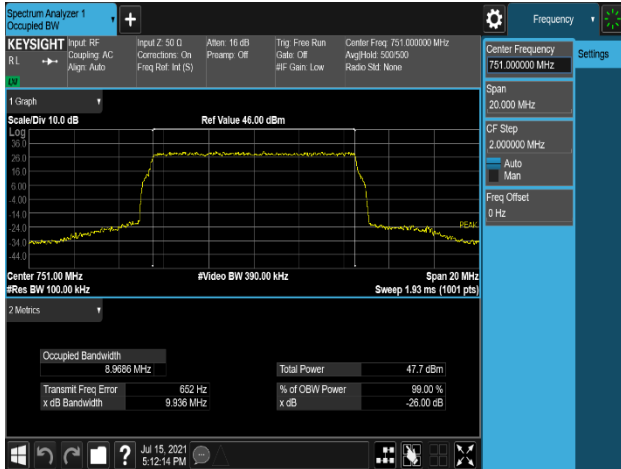 Spectrum Analyzer 1
Occupied BW
+
Frequency
KEYSIGHT
R L
LW
Input: RF
Coupling: AC
Align: Auto
Input Z: 50 Ω
Corrections: On
Freq Ref: Int (S)
Atten: 16 dB
Preamp: Off
Trig: Free Run
Gate: Off
#IF Gain: Low
Center Freq: 751.000000 MHz
Avg|Hold: 500/500
Radio Std: None
Center Frequency
751.000000 MHz
Settings
Span
20.000 MHz
CF Step
2.000000 MHz
Auto
Man
Freq Offset
0 Hz
1 Graph
Scale/Div 10.0 dB
Ref Value 46.00 dBm
Log
36.0
26.0
16.0
6.00
-4.00
-14.0
-24.0
-34.0
-44.0
PEAK
Center 751.00 MHz
#Video BW 390.00 kHz
Span 20 MHz
#Res BW 100.00 kHz
Sweep 1.93 ms (1001 pts)
2 Metrics
Occupied Bandwidth
8.9686 MHz
Total Power 47.7 dBm
Transmit Freq Error 652 Hz
% of OBW Power 99.00 %
x dB Bandwidth 9.936 MHz
x dB -26.00 dB
?
Jul 15, 2021
5:12:14 PM